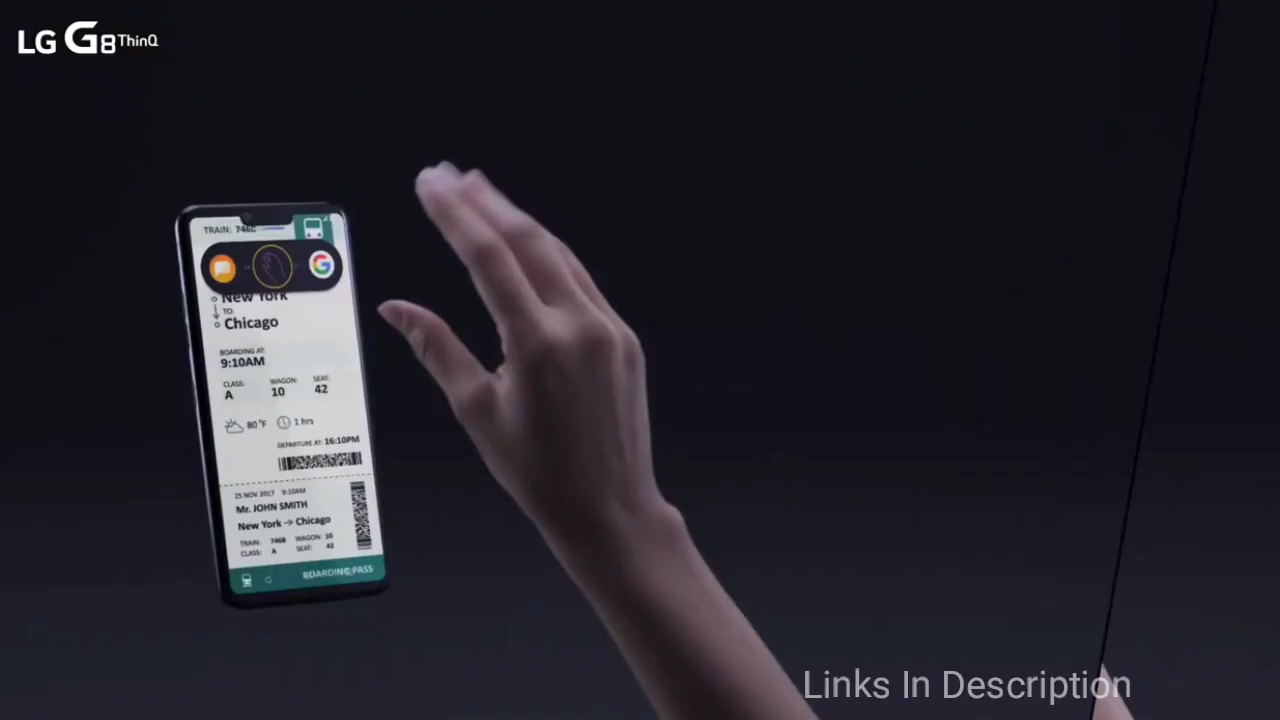 LG G8 ThinQ
TRAIN: 746B
New York
TO:
Chicago
BOARDING AT:
9:10AM
CLASS: WAGON: SEAT:
A 10 42
80 °F 1 hrs
DEPARTURE AT: 16:10PM
25 NOV 2017 9:10AM
Mr. JOHN SMITH
New York → Chicago
TRAIN: 746B WAGON: 10
CLASS: A SEAT: 42
BOARDING PASS
Links In Description